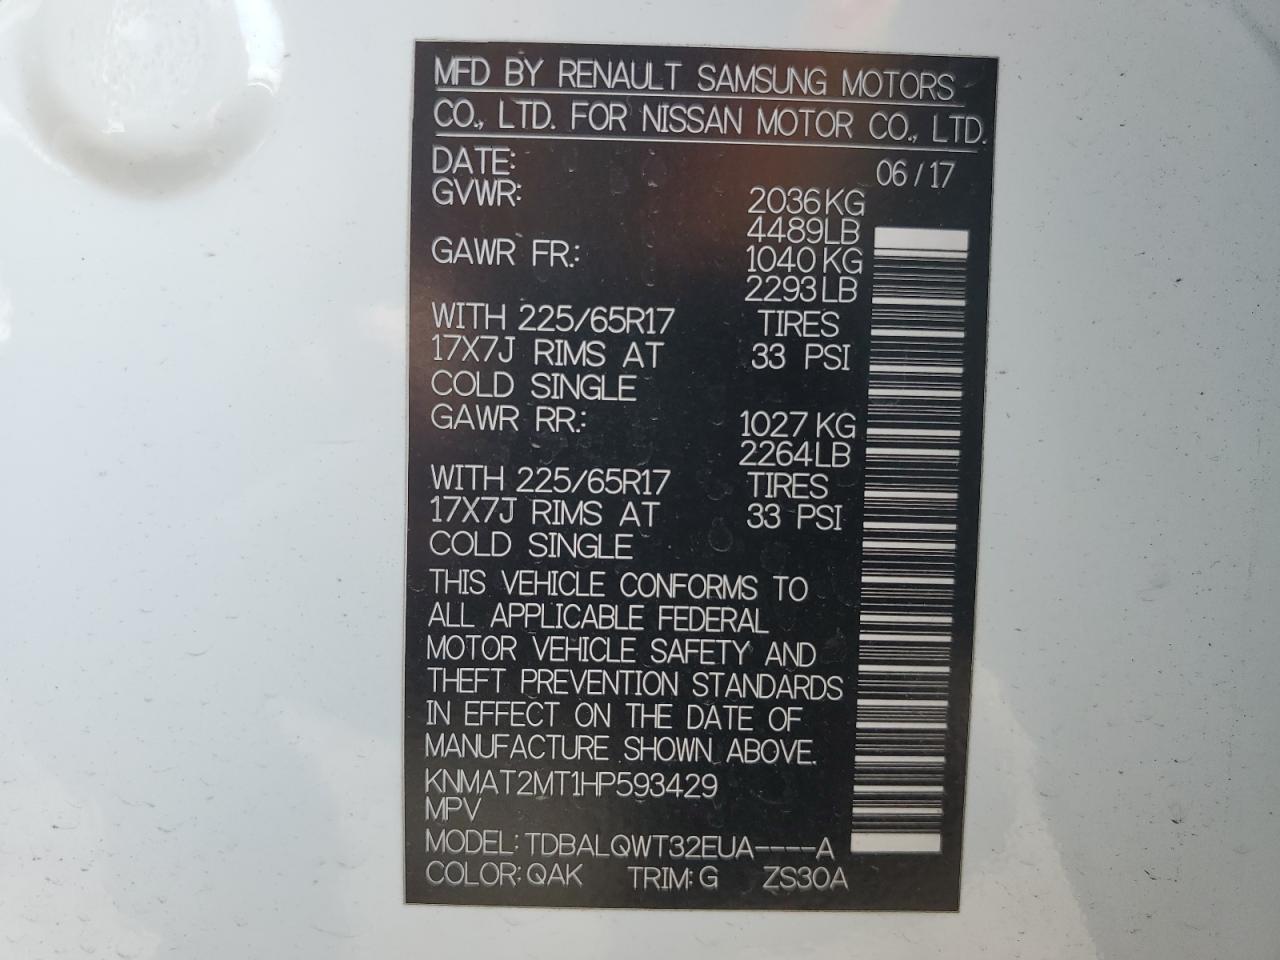 MFD BY RENAULT SAMSUNG MOTORS
CO., LTD. FOR NISSAN MOTOR CO., LTD.
DATE: 06/17
GVWR: 2036KG
4489LB
GAWR FR.: 1040KG
2293LB
WITH 225/65R17 TIRES
17X7J RIMS AT 33 PSI
COLD SINGLE
GAWR RR.: 1027KG
2264LB
WITH 225/65R17 TIRES
17X7J RIMS AT 33 PSI
COLD SINGLE
THIS VEHICLE CONFORMS TO
ALL APPLICABLE FEDERAL
MOTOR VEHICLE SAFETY AND
THEFT PREVENTION STANDARDS
IN EFFECT ON THE DATE OF
MANUFACTURE SHOWN ABOVE.
KNMAT2MT1HP593429
MPV
MODEL: TDBALQWT32EUA----A
COLOR: QAK TRIM: G ZS30A